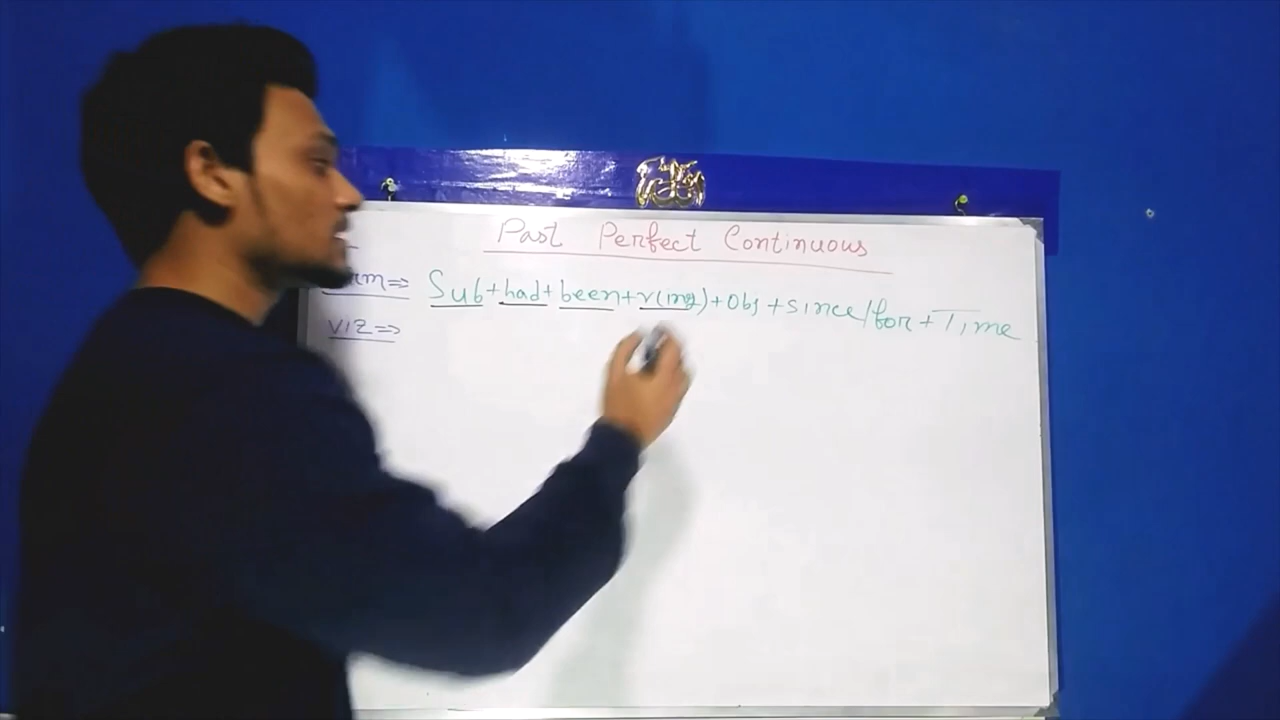 Past Perfect Continuous
Sub+had+been+v(ing)+Obj+since/for+Time
viz⇒